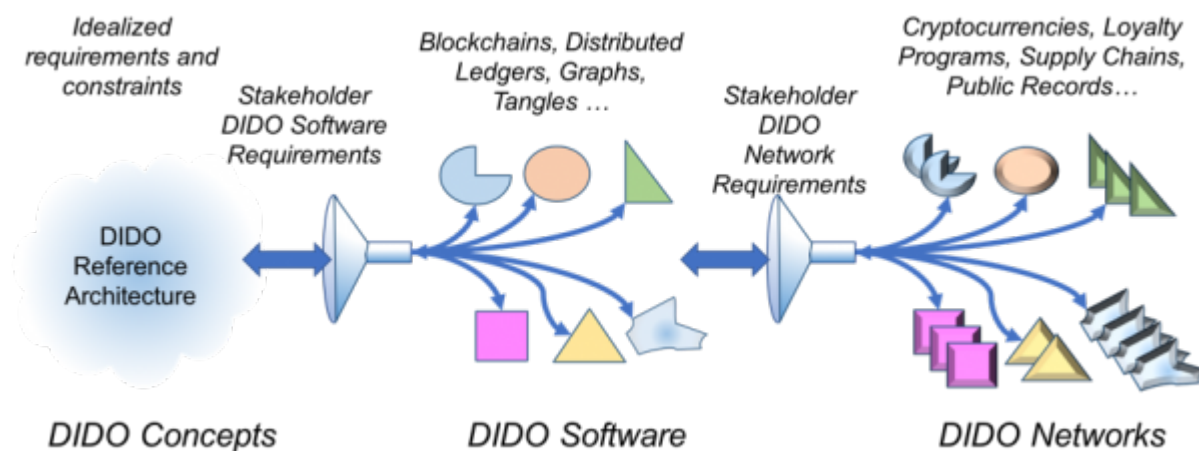 Idealized
requirements and
constraints
Stakeholder
DIDO Software
Requirements
Blockchains, Distributed
Ledgers, Graphs,
Tangles …
Stakeholder
DIDO
Network
Requirements
Cryptocurrencies, Loyalty
Programs, Supply Chains,
Public Records…
DIDO
Reference
Architecture
DIDO Concepts
DIDO Software
DIDO Networks